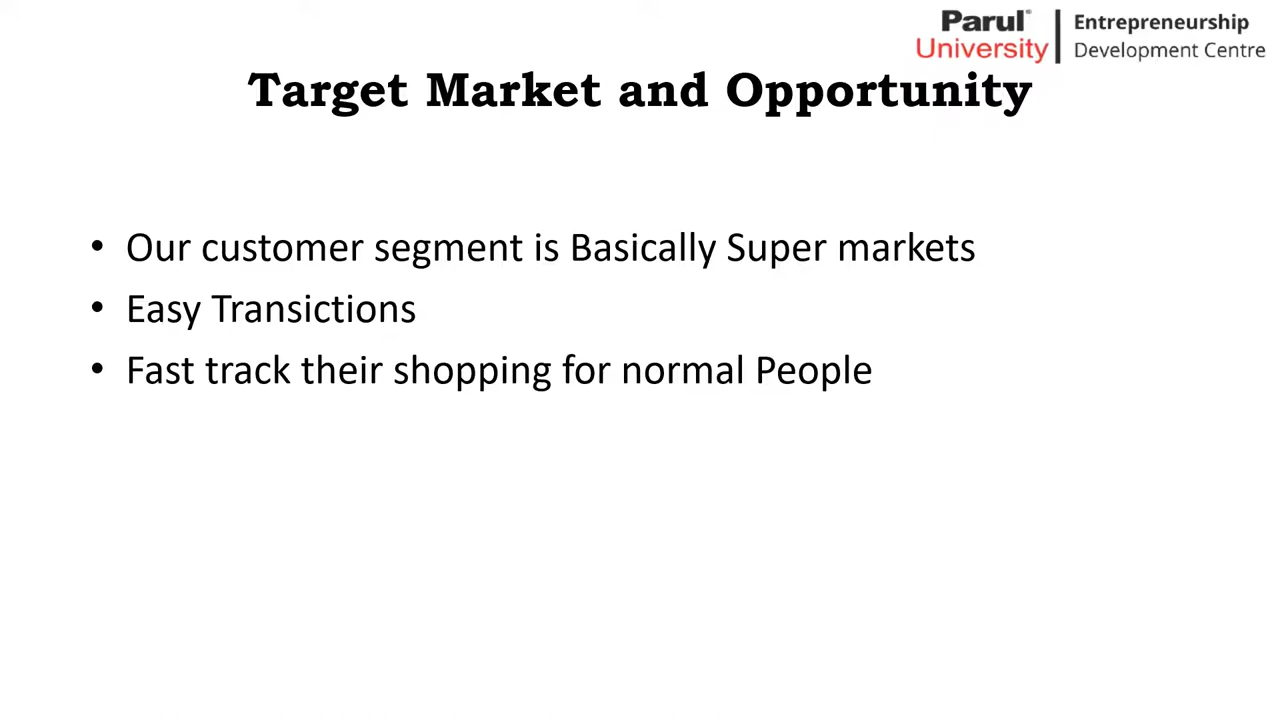 Parul® Entrepreneurship
University Development Centre
Target Market and Opportunity
• Our customer segment is Basically Super markets
• Easy Transictions
• Fast track their shopping for normal People